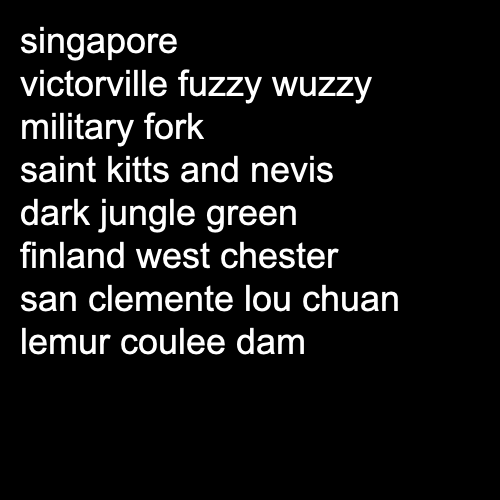 singapore
victorville fuzzy wuzzy
military fork
saint kitts and nevis
dark jungle green
finland west chester
san clemente lou chuan
lemur coulee dam